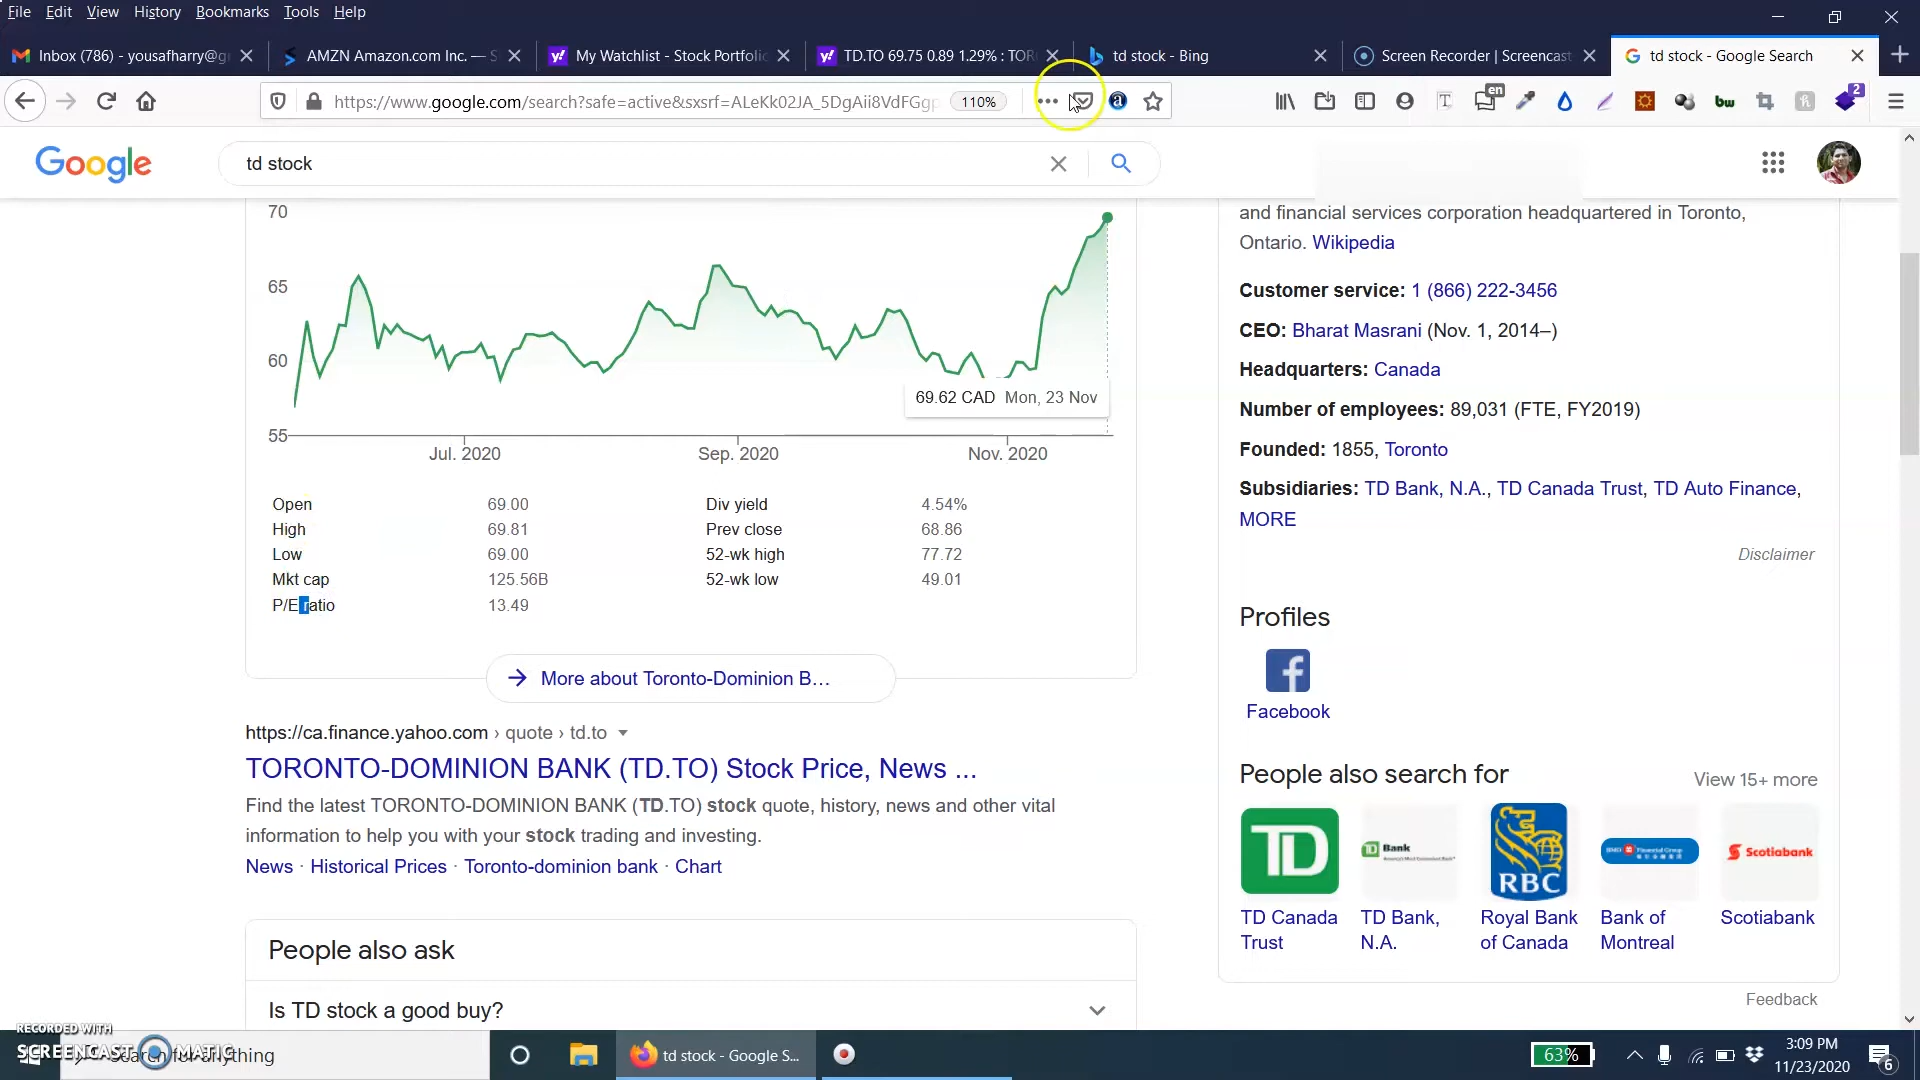 File Edit View History Bookmarks Tools Help
Inbox (786) - yousafharry@g
AMZN Amazon.com Inc. — S
My Watchlist - Stock Portfolio
TD.TO 69.75 0.89 1.29% : TOR
td stock - Bing
Screen Recorder | Screencast
td stock - Google Search
https://www.google.com/search?safe=active&sxsrf=ALeKk02JA_5DgAii8VdFGgp
110%
en
2
Google
td stock
70
65
60
55
69.62 CAD Mon, 23 Nov
Jul. 2020 Sep. 2020 Nov. 2020
Open 69.00 Div yield 4.54%
High 69.81 Prev close 68.86
Low 69.00 52-wk high 77.72
Mkt cap 125.56B 52-wk low 49.01
P/E ratio 13.49
More about Toronto-Dominion B…
https://ca.finance.yahoo.com › quote › td.to
TORONTO-DOMINION BANK (TD.TO) Stock Price, News ...
Find the latest TORONTO-DOMINION BANK (TD.TO) stock quote, history, news and other vital
information to help you with your stock trading and investing.
News · Historical Prices · Toronto-dominion bank · Chart
People also ask
Is TD stock a good buy?
and financial services corporation headquartered in Toronto,
Ontario. Wikipedia
Customer service: 1 (866) 222-3456
CEO: Bharat Masrani (Nov. 1, 2014–)
Headquarters: Canada
Number of employees: 89,031 (FTE, FY2019)
Founded: 1855, Toronto
Subsidiaries: TD Bank, N.A., TD Canada Trust, TD Auto Finance,
MORE
Disclaimer
Profiles
Facebook
People also search for
View 15+ more
TD
Bank
RBC
Scotiabank
TD Canada
Trust
TD Bank,
N.A.
Royal Bank
of Canada
Bank of
Montreal
Scotiabank
Feedback
RECORDED WITH
SCREENCAST MATIC
Search for anything
td stock - Google S...
63%
3:09 PM
11/23/2020
6